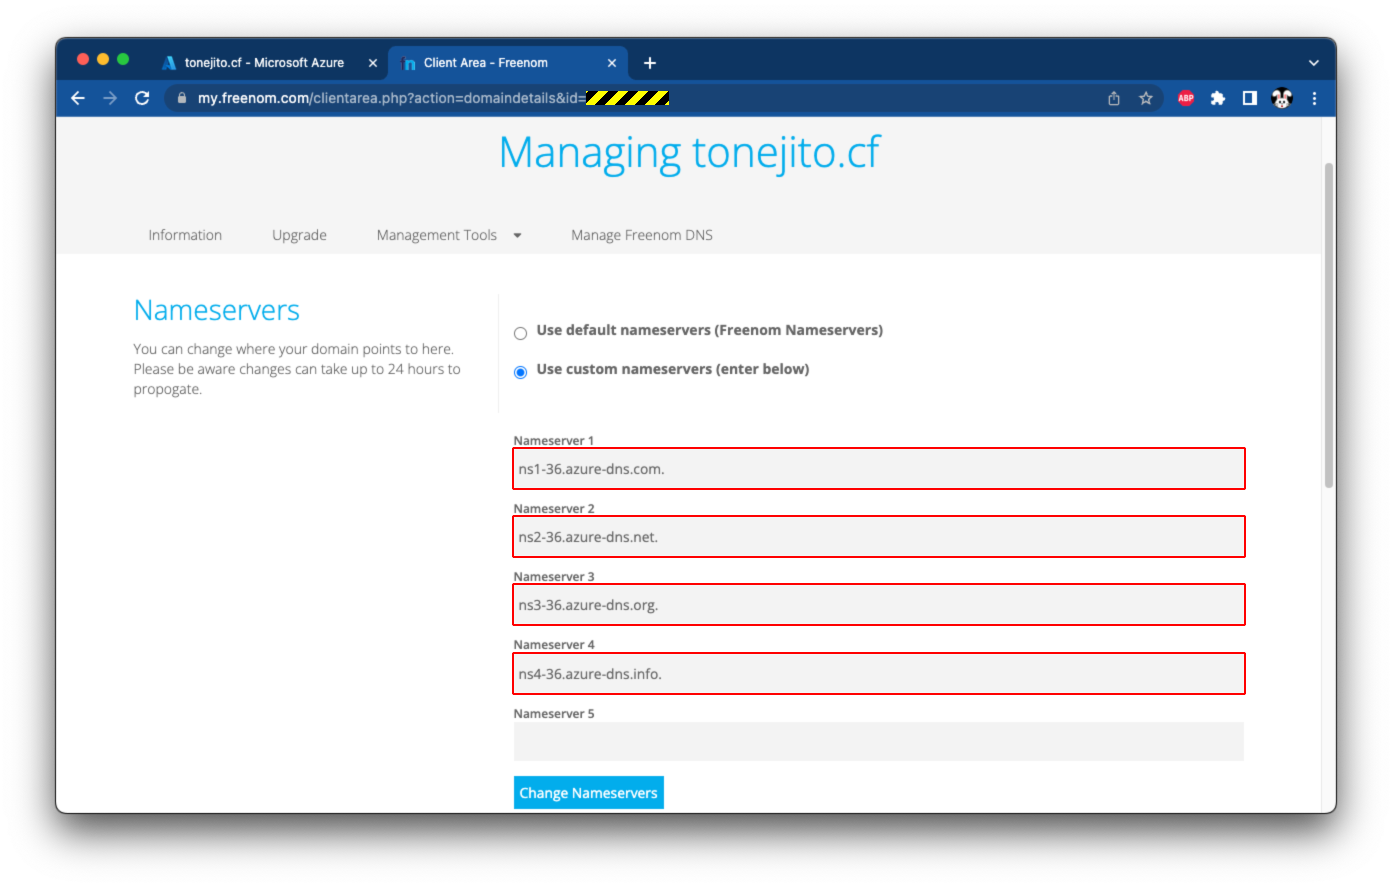 tonejito.cf - Microsoft Azure
Client Area - Freenom
my.freenom.com/clientarea.php?action=domaindetails&id=
ABP
Managing tonejito.cf
Information
Upgrade
Management Tools
Manage Freenom DNS
Nameservers
You can change where your domain points to here.
Please be aware changes can take up to 24 hours to
propogate.
Use default nameservers (Freenom Nameservers)
Use custom nameservers (enter below)
Nameserver 1
ns1-36.azure-dns.com.
Nameserver 2
ns2-36.azure-dns.net.
Nameserver 3
ns3-36.azure-dns.org.
Nameserver 4
ns4-36.azure-dns.info.
Nameserver 5
Change Nameservers